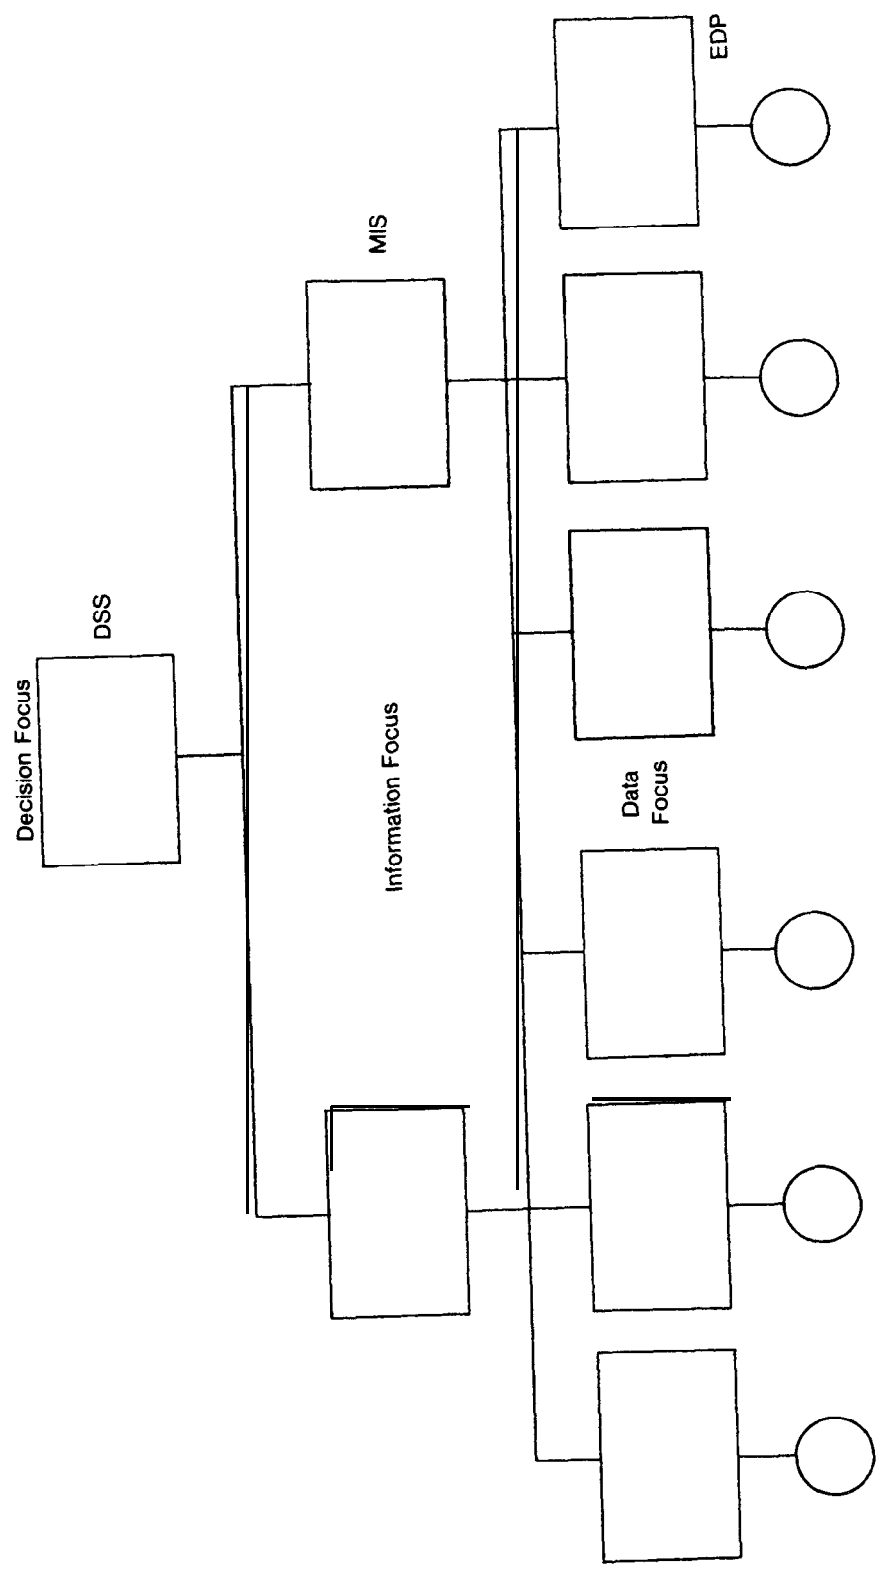 Decision Focus
DSS
Information Focus
MIS
Data
Focus
EDP